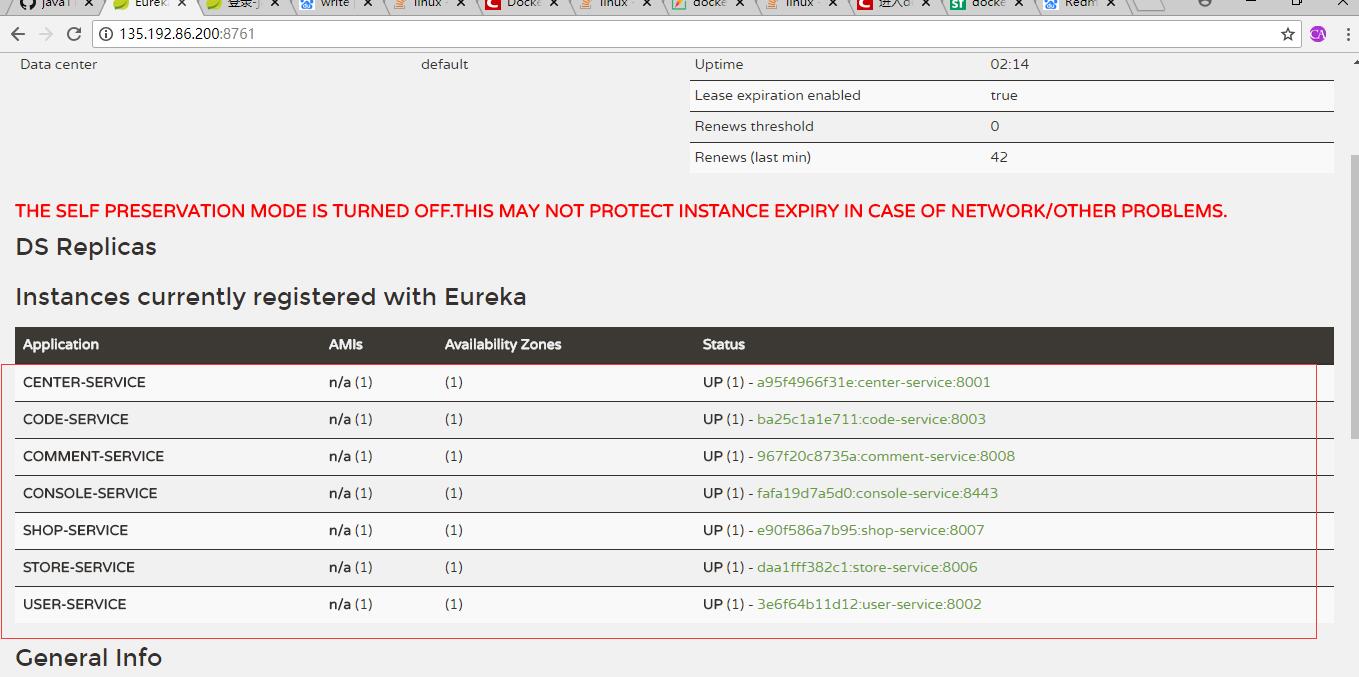 java
Eurek
登录-
write
linux
Docke
linux
docke
linux
进入d
docke
Redm
135.192.86.200:8761
Data center default Uptime 02:14
Lease expiration enabled true
Renews threshold 0
Renews (last min) 42
THE SELF PRESERVATION MODE IS TURNED OFF.THIS MAY NOT PROTECT INSTANCE EXPIRY IN CASE OF NETWORK/OTHER PROBLEMS.
DS Replicas
Instances currently registered with Eureka
Application AMIs Availability Zones Status
CENTER-SERVICE n/a (1) (1) UP (1) - a95f4966f31e:center-service:8001
CODE-SERVICE n/a (1) (1) UP (1) - ba25c1a1e711:code-service:8003
COMMENT-SERVICE n/a (1) (1) UP (1) - 967f20c8735a:comment-service:8008
CONSOLE-SERVICE n/a (1) (1) UP (1) - fafa19d7a5d0:console-service:8443
SHOP-SERVICE n/a (1) (1) UP (1) - e90f586a7b95:shop-service:8007
STORE-SERVICE n/a (1) (1) UP (1) - daa1fff382c1:store-service:8006
USER-SERVICE n/a (1) (1) UP (1) - 3e6f64b11d12:user-service:8002
General Info